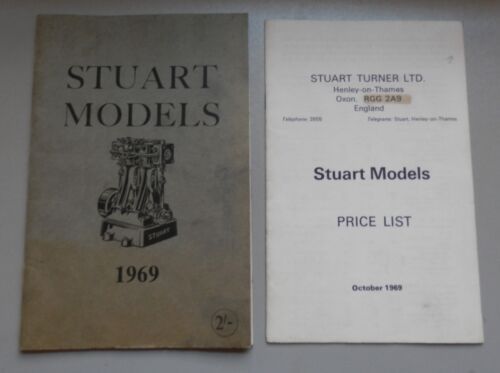 STUART
MODELS
STUART
1969
2/-
STUART TURNER LTD.
Henley-on-Thames
Oxon. RG9 2A9
England
Telephone 2655 Telegrams: Stuart, Henley-on-Thames.
Stuart Models
PRICE LIST
October 1969